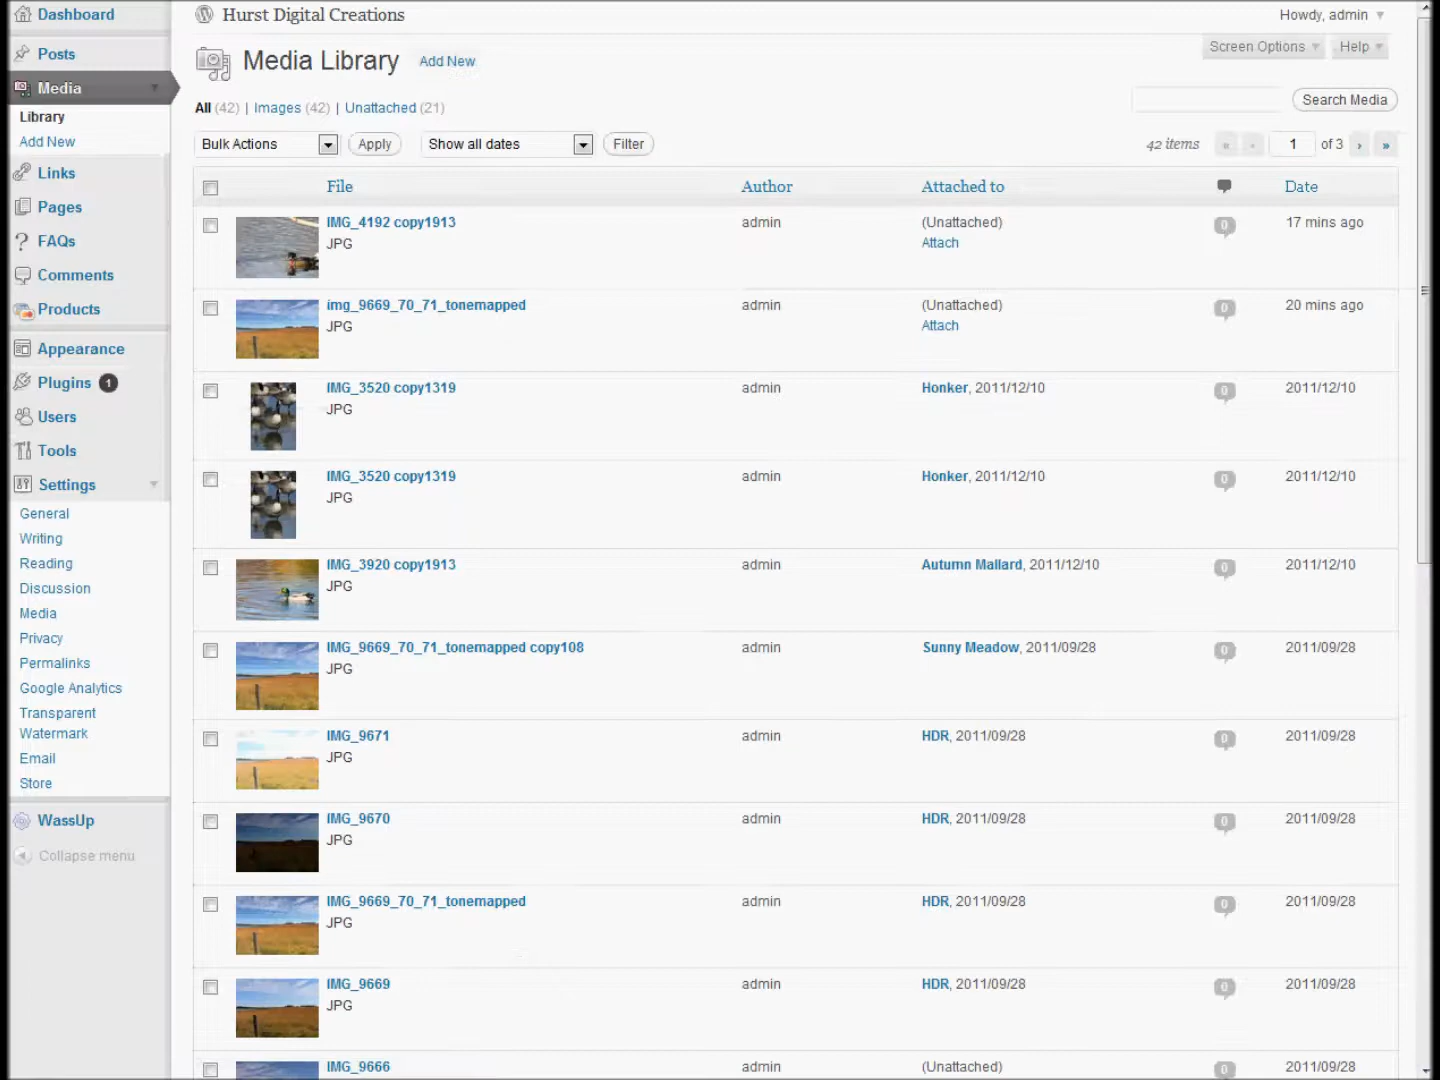 Dashboard
Posts
Media
Library
Add New
Links
Pages
FAQs
Comments
Products
Appearance
Plugins 1
Users
Tools
Settings
General
Writing
Reading
Discussion
Media
Privacy
Permalinks
Google Analytics
Transparent
Watermark
Email
Store
WassUp
Collapse menu
Hurst Digital Creations
Howdy, admin
Screen Options Help
Media Library Add New
All (42) | Images (42) | Unattached (21)
Search Media
Bulk Actions Apply Show all dates Filter
42 items « ‹ 1 of 3 › »
File Author Attached to Date
IMG_4192 copy1913 admin (Unattached) 0 17 mins ago
JPG Attach
img_9669_70_71_tonemapped admin (Unattached) 0 20 mins ago
JPG Attach
IMG_3520 copy1319 admin Honker, 2011/12/10 0 2011/12/10
JPG
IMG_3520 copy1319 admin Honker, 2011/12/10 0 2011/12/10
JPG
IMG_3920 copy1913 admin Autumn Mallard, 2011/12/10 0 2011/12/10
JPG
IMG_9669_70_71_tonemapped copy108 admin Sunny Meadow, 2011/09/28 0 2011/09/28
JPG
IMG_9671 admin HDR, 2011/09/28 0 2011/09/28
JPG
IMG_9670 admin HDR, 2011/09/28 0 2011/09/28
JPG
IMG_9669_70_71_tonemapped admin HDR, 2011/09/28 0 2011/09/28
JPG
IMG_9669 admin HDR, 2011/09/28 0 2011/09/28
JPG
IMG_9666 admin (Unattached) 0 2011/09/28